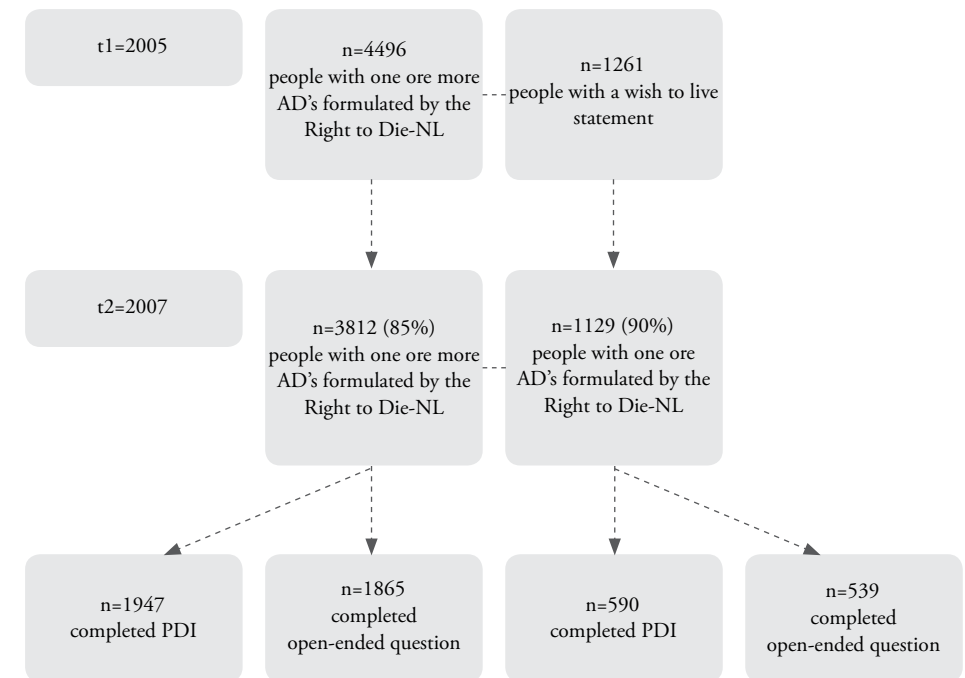 t1=2005
n=4496
people with one ore more
AD's formulated by the
Right to Die-NL
n=1261
people with a wish to live
statement
t2=2007
n=3812 (85%)
people with one ore more
AD's formulated by the
Right to Die-NL
n=1129 (90%)
people with one ore
AD's formulated by the
Right to Die-NL
n=1947
completed PDI
n=1865
completed
open-ended question
n=590
completed PDI
n=539
completed
open-ended question